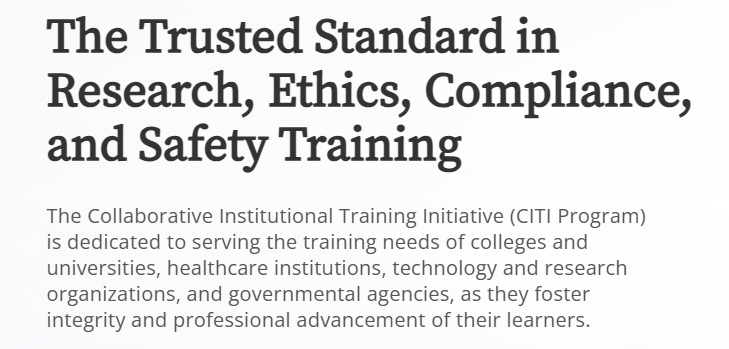 The Trusted Standard in
Research, Ethics, Compliance,
and Safety Training
The Collaborative Institutional Training Initiative (CITI Program)
is dedicated to serving the training needs of colleges and
universities, healthcare institutions, technology and research
organizations, and governmental agencies, as they foster
integrity and professional advancement of their learners.